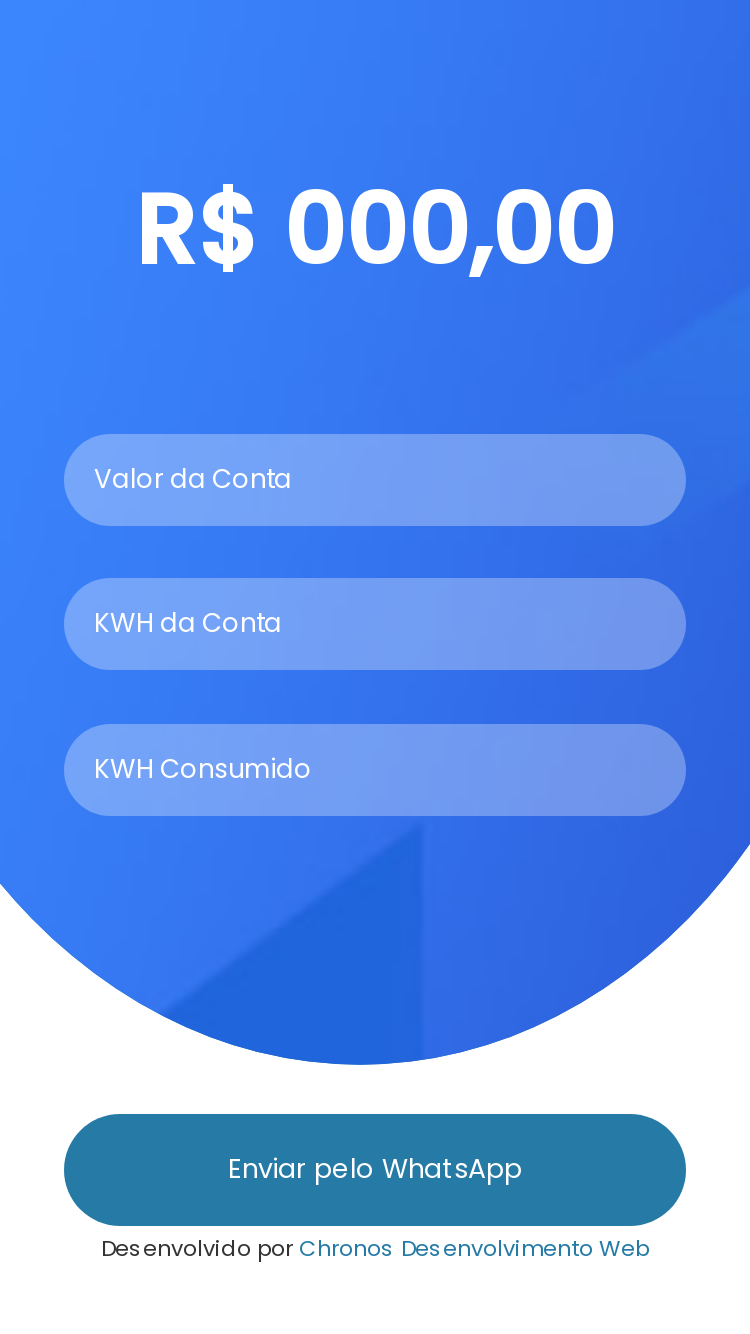 R$ 000,00
Valor da Conta
KWH da Conta
KWH Consumido
Enviar pelo WhatsApp
Desenvolvido por Chronos Desenvolvimento Web